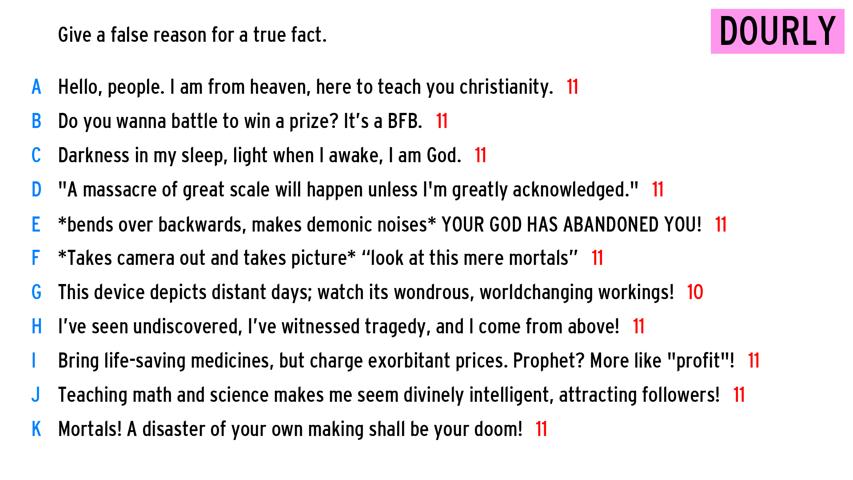 Give a false reason for a true fact.
DOURLY
A Hello, people. I am from heaven, here to teach you christianity. 11
B Do you wanna battle to win a prize? It’s a BFB. 11
C Darkness in my sleep, light when I awake, I am God. 11
D "A massacre of great scale will happen unless I'm greatly acknowledged." 11
E *bends over backwards, makes demonic noises* YOUR GOD HAS ABANDONED YOU! 11
F *Takes camera out and takes picture* “look at this mere mortals” 11
G This device depicts distant days; watch its wondrous, worldchanging workings! 10
H I’ve seen undiscovered, I’ve witnessed tragedy, and I come from above! 11
I Bring life-saving medicines, but charge exorbitant prices. Prophet? More like "profit"! 11
J Teaching math and science makes me seem divinely intelligent, attracting followers! 11
K Mortals! A disaster of your own making shall be your doom! 11